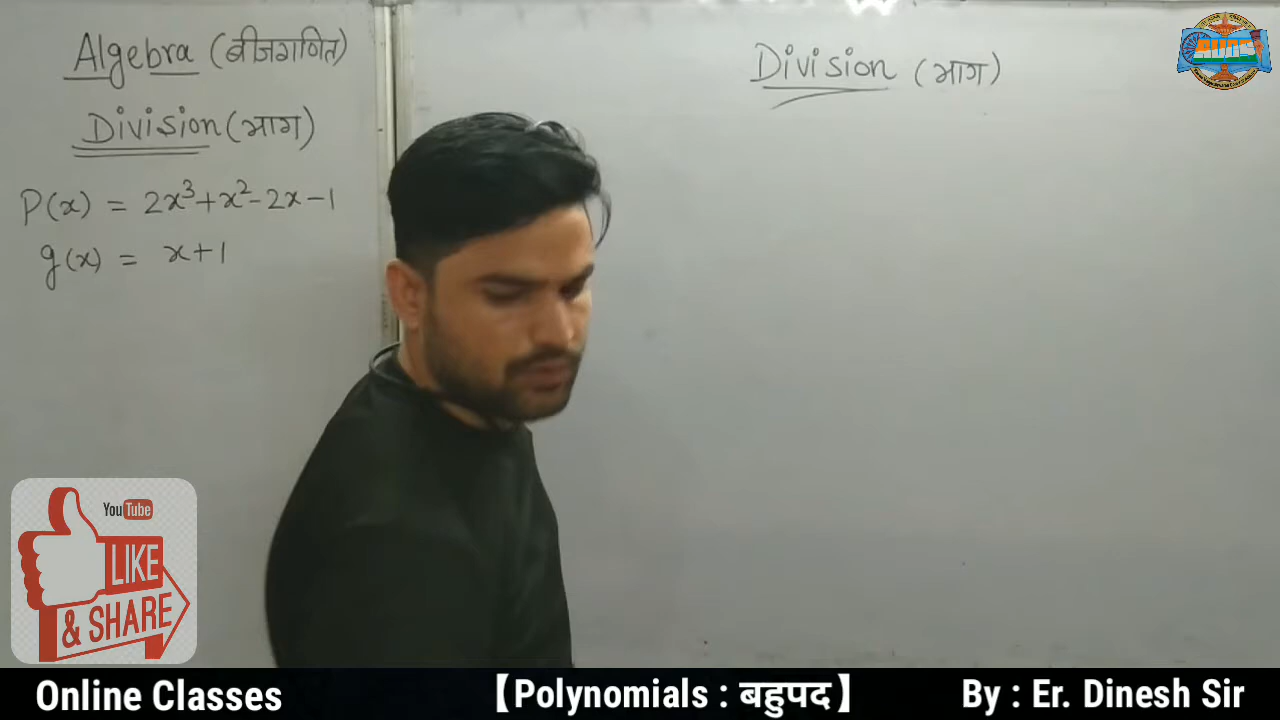 Algebra (बीजगणित)
Division (भाग)
P(x) = 2x³+x²-2x-1
g(x) = x+1
Division (भाग)
YouTube
LIKE
& SHARE
Online Classes
【Polynomials : बहुपद】
By : Er. Dinesh Sir